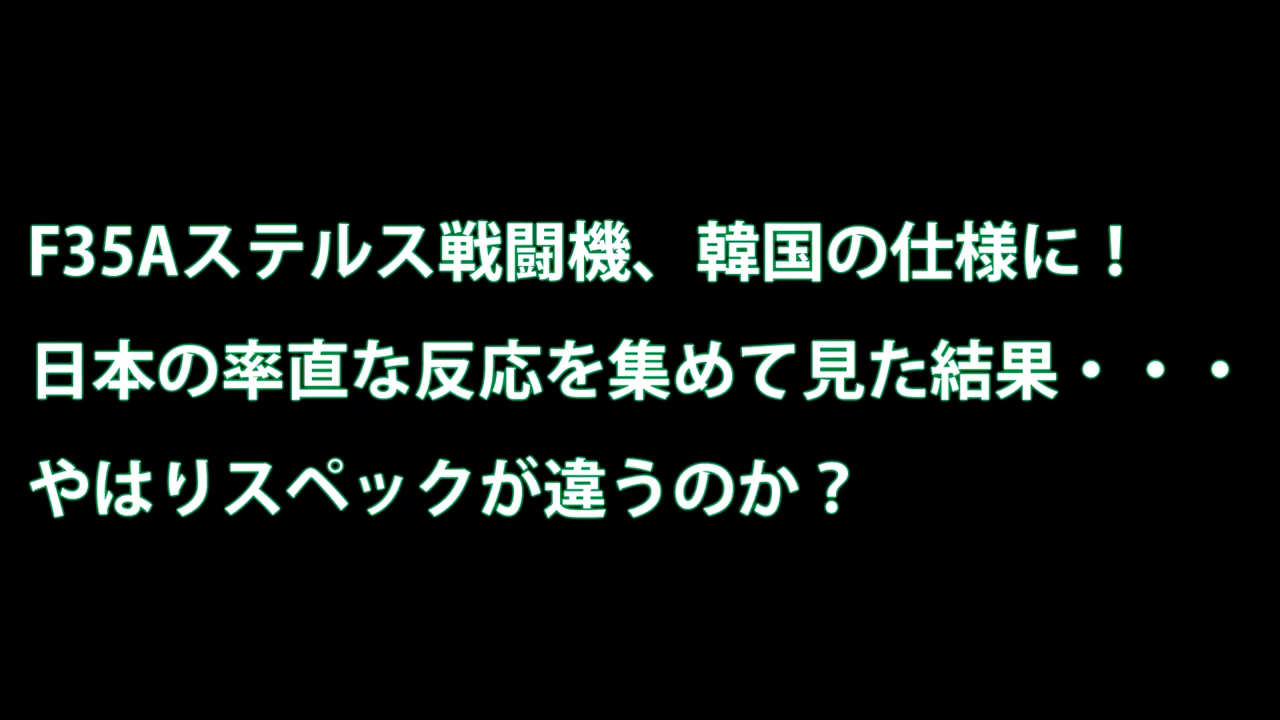 F35Aステルス戦闘機、韓国の仕様に！
日本の率直な反応を集めて見た結果・・・
やはりスペックが違うのか？